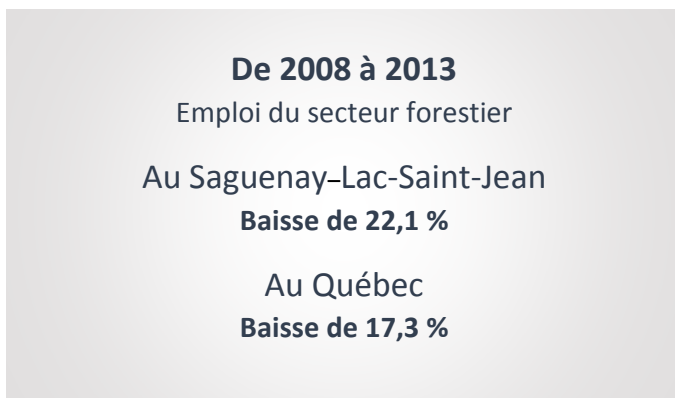 De 2008 à 2013
Emploi du secteur forestier
Au Saguenay–Lac-Saint-Jean
Baisse de 22,1 %
Au Québec
Baisse de 17,3 %